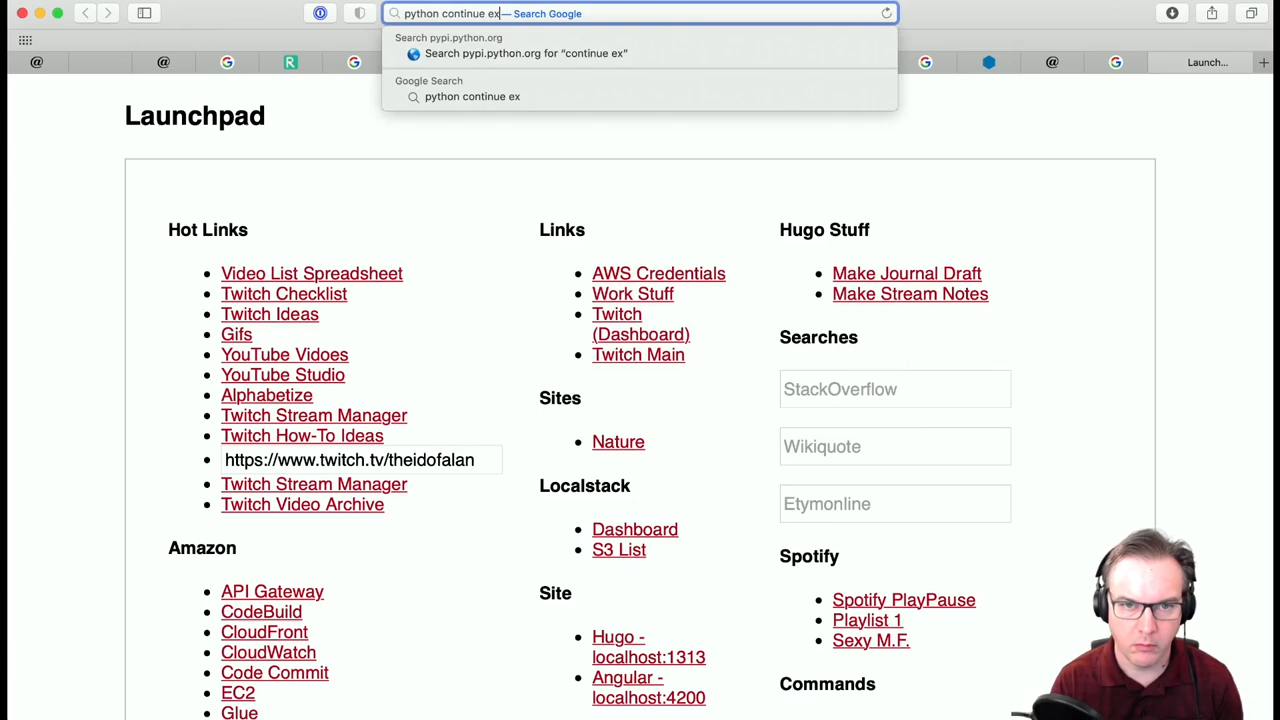 python continue ex — Search Google
Search pypi.python.org
Search pypi.python.org for “continue ex”
Google Search
python continue ex
Launch...
Launchpad
Hot Links
Video List Spreadsheet
Twitch Checklist
Twitch Ideas
Gifs
YouTube Vidoes
YouTube Studio
Alphabetize
Twitch Stream Manager
Twitch How-To Ideas
https://www.twitch.tv/theidofalan
Twitch Stream Manager
Twitch Video Archive
Amazon
API Gateway
CodeBuild
CloudFront
CloudWatch
Code Commit
EC2
Glue
Links
AWS Credentials
Work Stuff
Twitch
(Dashboard)
Twitch Main
Sites
Nature
Localstack
Dashboard
S3 List
Site
Hugo -
localhost:1313
Angular -
localhost:4200
Hugo Stuff
Make Journal Draft
Make Stream Notes
Searches
StackOverflow
Wikiquote
Etymonline
Spotify
Spotify PlayPause
Playlist 1
Sexy M.F.
Commands